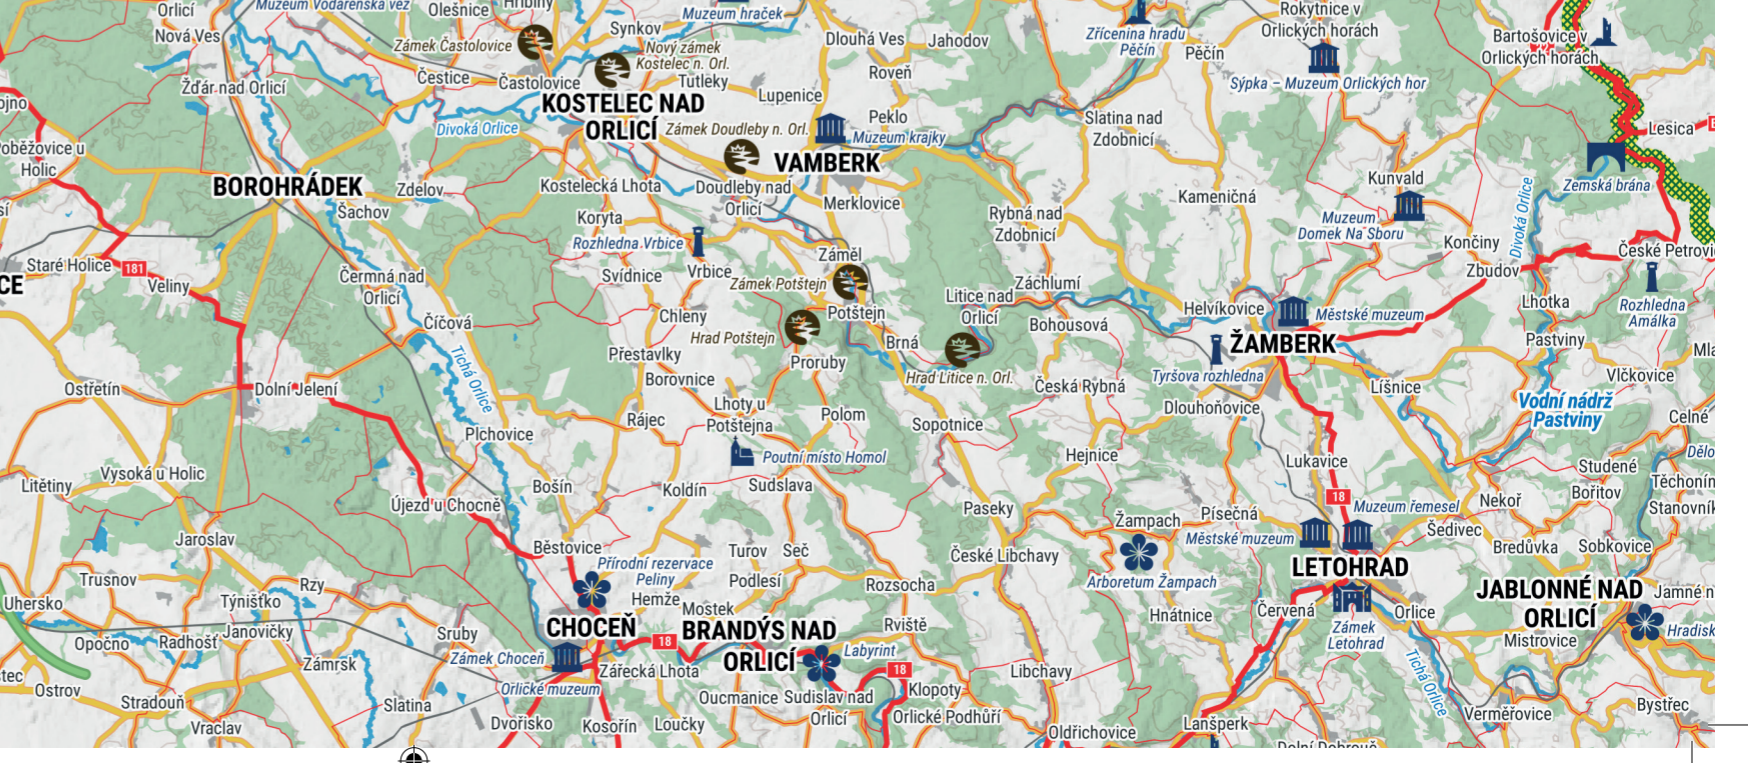 Orlicí
Muzeum Vodárenská věž
Olešnice
Hřibiny
Muzeum hraček
Rokytnice v
Orlických horách
Nová Ves
Zámek Častolovice
Synkov
Nový zámek
Kostelec n. Orl.
Dlouhá Ves
Jahodov
Zřícenina hradu
Pěčín
Pěčín
Bartošovice v
Orlických horách
Žďár nad Orlicí
Čestice
Častolovice
Tutleky
Roveň
Sýpka – Muzeum Orlických hor
Lupenice
KOSTELEC NAD
ORLICÍ
Divoká Orlice
Zámek Doudleby n. Orl.
Peklo
Muzeum krajky
Slatina nad
Zdobnicí
Lesica
VAMBERK
Holic
BOROHRÁDEK
Zdelov
Kostelecká Lhota
Doudleby nad
Orlicí
Merklovice
Kameničná
Kunvald
Zemská brána
Šachov
Koryta
Rybná nad
Zdobnicí
Muzeum
Domek Na Sboru
Divoká Orlice
Rozhledna Vrbice
Záměl
Končiny
České Petrovi
Staré Holice
181
Veliny
Čermná nad
Orlicí
Svídnice
Vrbice
Zámek Potštejn
Záchlumí
Zbudov
CE
Litice nad
Orlicí
Helvíkovice
Lhotka
Rozhledna
Amálka
Číčová
Chleny
Potštejn
Bohousová
Městské muzeum
Hrad Potštejn
Brná
ŽAMBERK
Pastviny
Přestavlky
Proruby
Hrad Litice n. Orl.
Tyršova rozhledna
Tichá Orlice
Ostřetín
Dolní Jelení
Borovnice
Česká Rybná
Líšnice
Vlčkovice
Lhoty u
Potštejna
Polom
Dlouhoňovice
Vodní nádrž
Pastviny
Rájec
Sopotnice
Celné
Plchovice
Poutní místo Homol
Hejnice
Lukavice
Vysoká u Holic
Studené
Litětiny
Bošín
Koldín
Sudslava
Bořitov
Těchonín
Újezd u Chocně
18
Muzeum řemesel
Nekoř
Paseky
Žampach
Písečná
Šedivec
Jaroslav
Městské muzeum
Běstovice
Přírodní rezervace
Peliny
Turov
Seč
České Libchavy
Bredůvka
Sobkovice
LETOHRAD
Trusnov
Rzy
Podlesí
Rozsocha
Arboretum Žampach
JABLONNÉ NAD
ORLICÍ
Uhersko
Týnišťko
Hemže
Mostek
Hnátnice
Červená
Orlice
CHOCEŇ
18
BRANDÝS NAD
ORLICÍ
Rviště
Opočno
Radhošť
Janovičky
Sruby
Zámek
Letohrad
Mistrovice
Zámrsk
Zámek Choceň
Zářecká Lhota
Labyrint
18
Libchavy
Tichá Orlice
Ostrov
Orlické muzeum
Stradouň
Slatina
Oucmanice
Sudislav nad
Orlicí
Klopoty
Bystřec
Vraclav
Dvořisko
Kosořín
Loučky
Orlické Podhůří
Oldřichovice
Lanšperk
Verměřovice